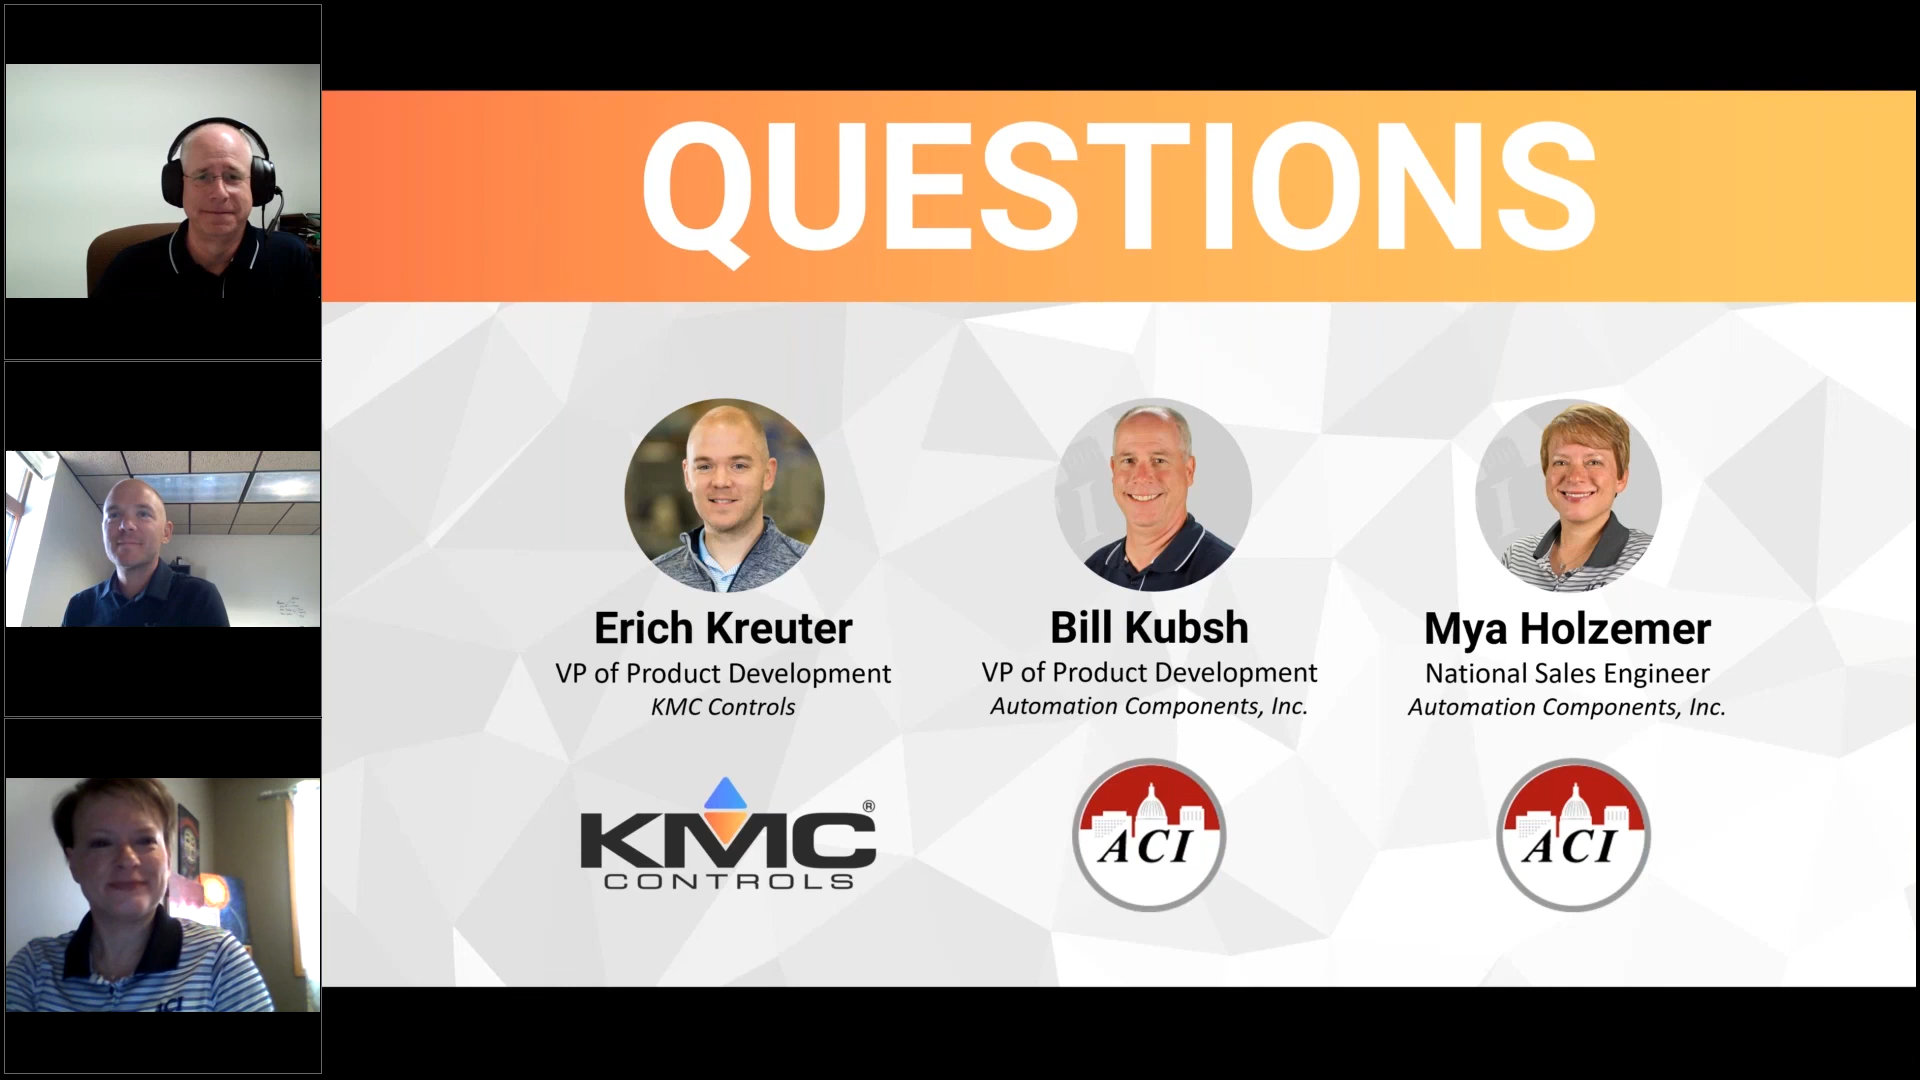 QUESTIONS
Erich Kreuter
VP of Product Development
KMC Controls
Bill Kubsh
VP of Product Development
Automation Components, Inc.
Mya Holzemer
National Sales Engineer
Automation Components, Inc.
KMC®
CONTROLS
ACI
ACI